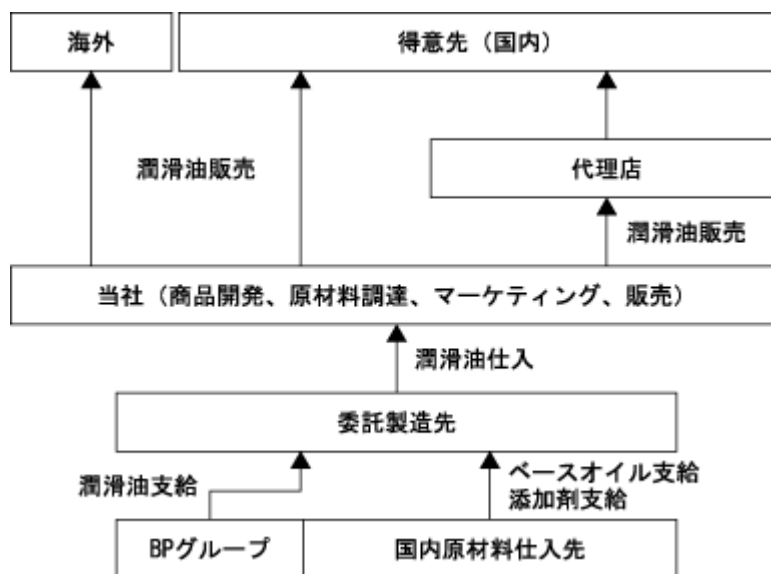 海外
得意先（国内）
潤滑油販売
代理店
潤滑油販売
当社（商品開発、原材料調達、マーケティング、販売）
潤滑油仕入
委託製造先
潤滑油支給
ベースオイル支給
添加剤支給
BPグループ
国内原材料仕入先